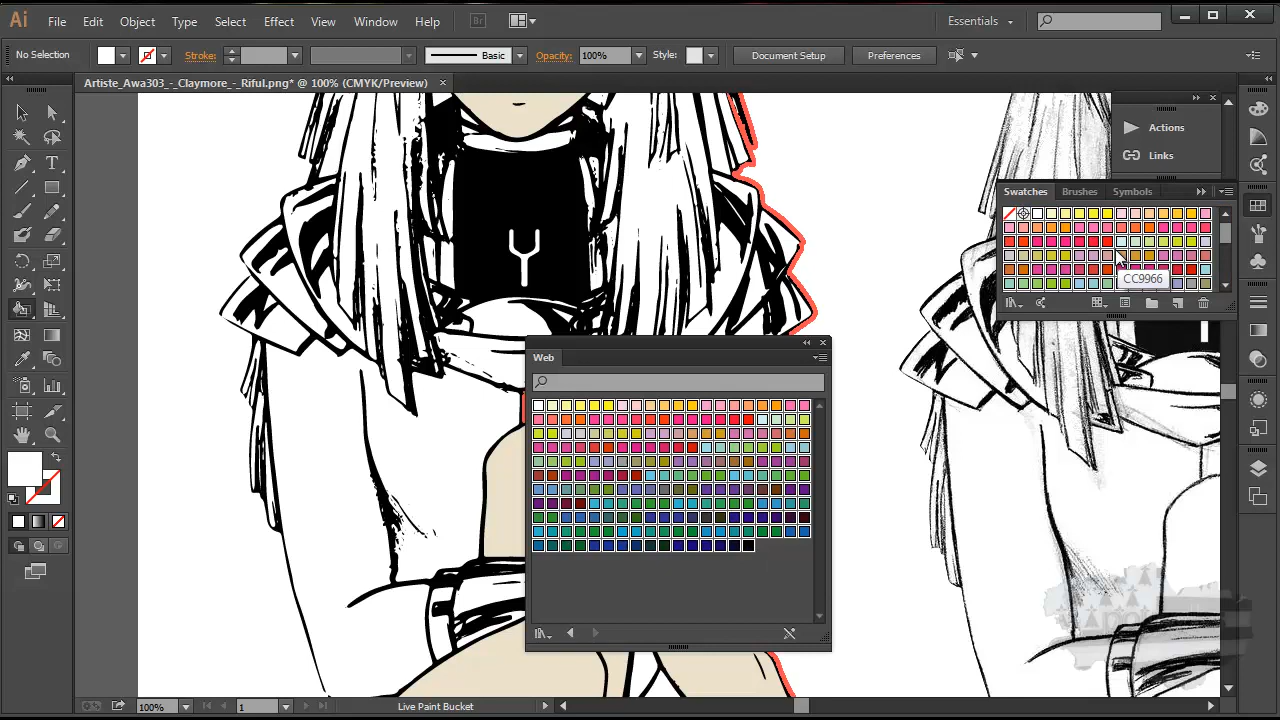 Ai File Edit Object Type Select Effect View Window Help Br Essentials
No Selection Stroke: Basic Opacity: 100% Style: Document Setup Preferences
Artiste_Awa303_-_Claymore_-_Riful.png* @ 100% (CMYK/Preview)
Actions
Links
Swatches Brushes Symbols
CC9966
Web
100% 1 Live Paint Bucket